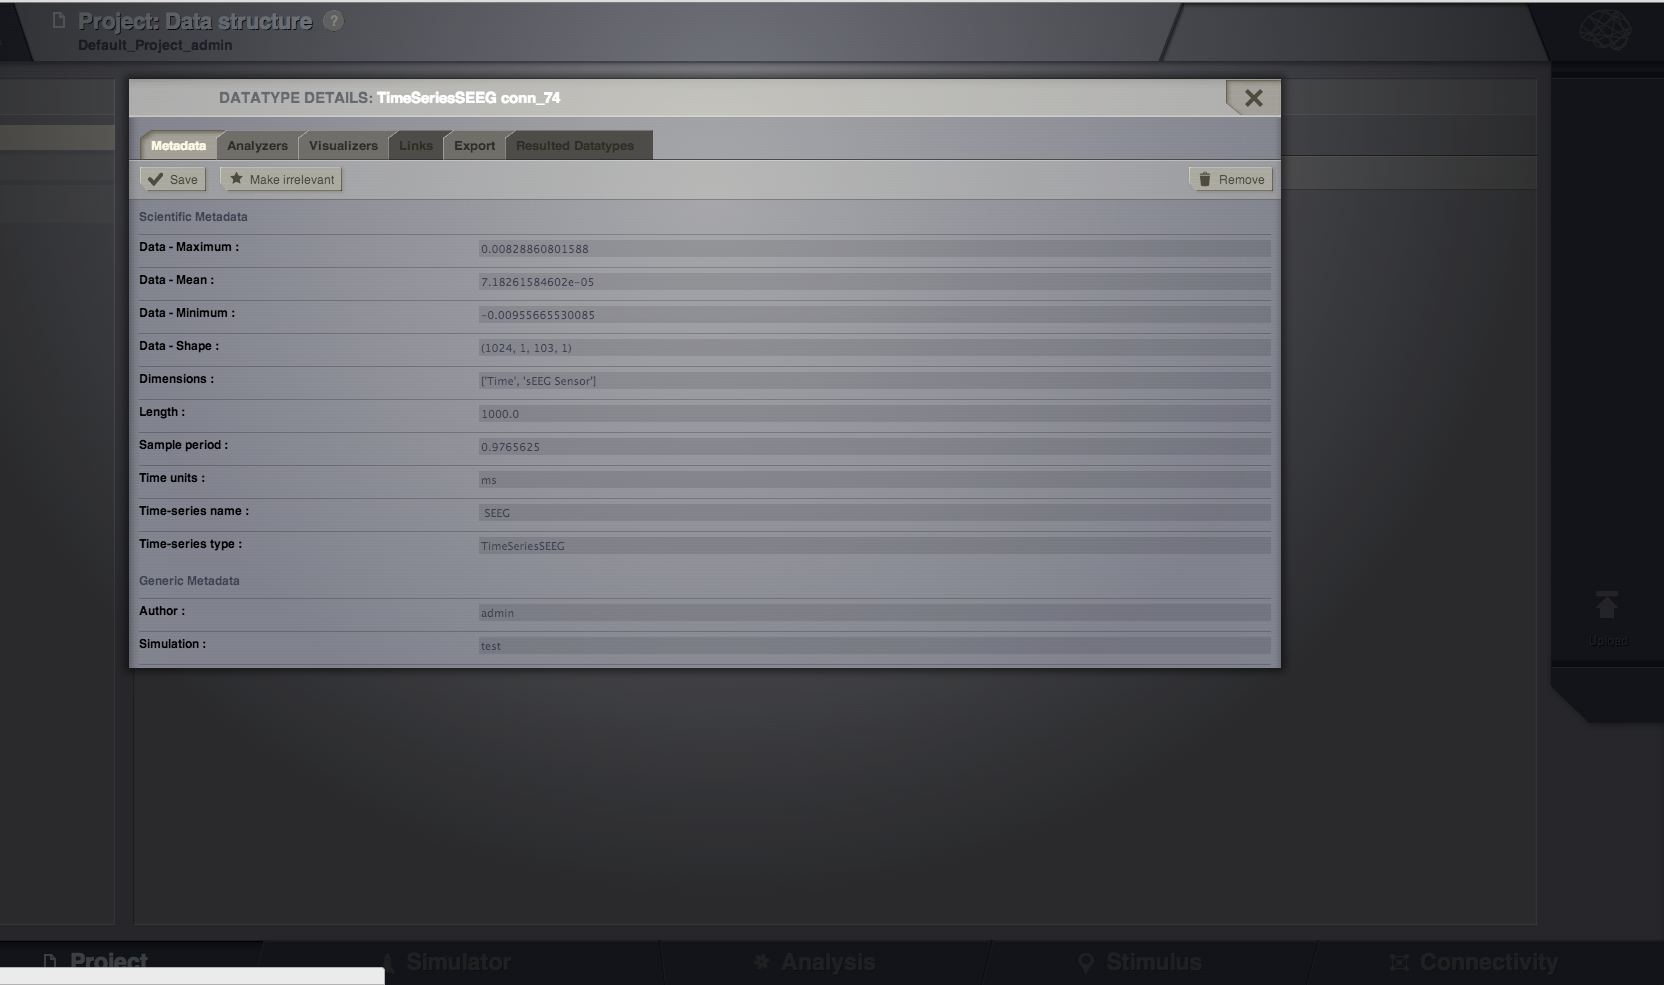 Project: Data structure ?
Default_Project_admin
DATATYPE DETAILS: TimeSeriesSEEG conn_74
Metadata Analyzers Visualizers Links Export Resulted Datatypes
Save Make irrelevant Remove
Scientific Metadata
Data - Maximum : 0.00828860801588
Data - Mean : 7.18261584602e-05
Data - Minimum : -0.00955665530085
Data - Shape : (1024, 1, 103, 1)
Dimensions : ['Time', 'sEEG Sensor']
Length : 1000.0
Sample period : 0.9765625
Time units : ms
Time-series name : SEEG
Time-series type : TimeSeriesSEEG
Generic Metadata
Author : admin
Simulation : test
Upload
Project Simulator Analysis Stimulus Connectivity